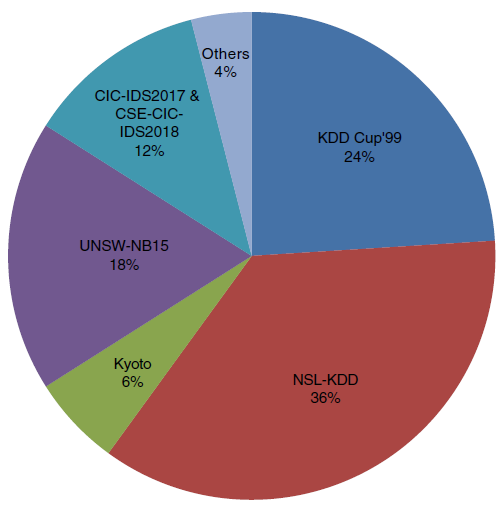 Others
4%
CIC-IDS2017 &
CSE-CIC-
IDS2018
12%
KDD Cup'99
24%
UNSW-NB15
18%
Kyoto
6%
NSL-KDD
36%